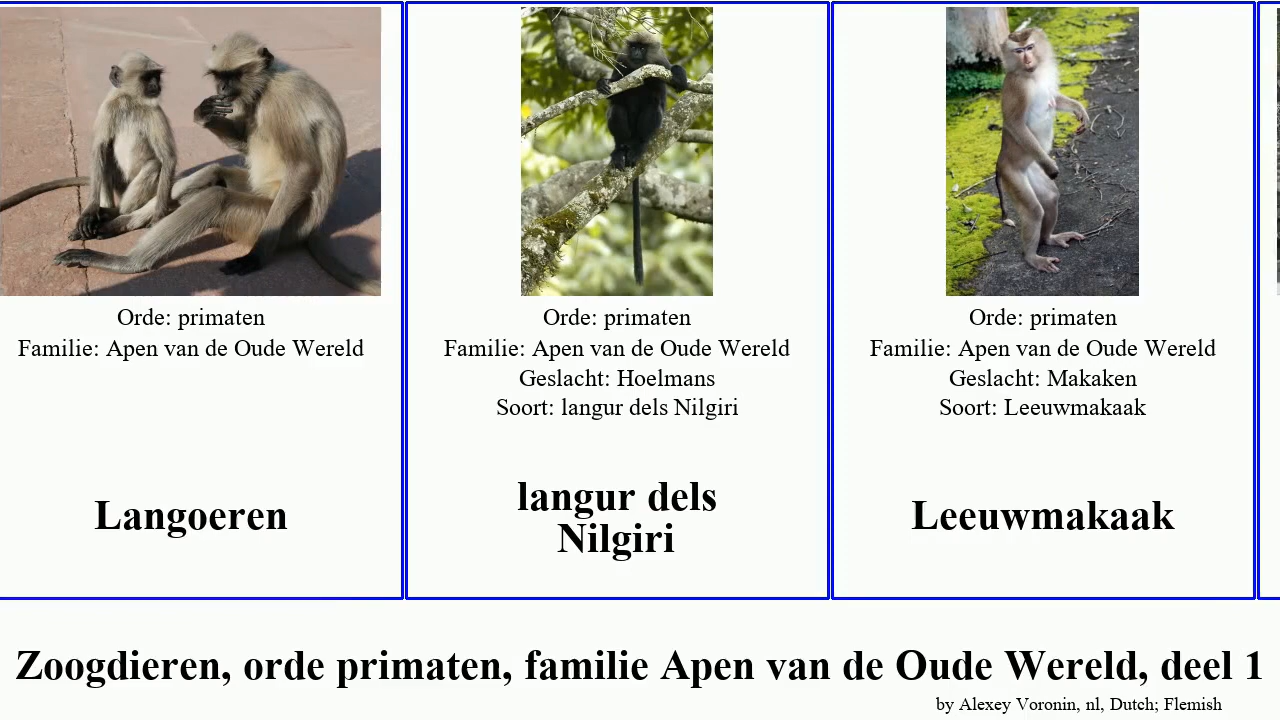 Orde: primaten
Familie: Apen van de Oude Wereld
Langoeren
Orde: primaten
Familie: Apen van de Oude Wereld
Geslacht: Hoelmans
Soort: langur dels Nilgiri
langur dels
Nilgiri
Orde: primaten
Familie: Apen van de Oude Wereld
Geslacht: Makaken
Soort: Leeuwmakaak
Leeuwmakaak
Zoogdieren, orde primaten, familie Apen van de Oude Wereld, deel 1
by Alexey Voronin, nl, Dutch; Flemish